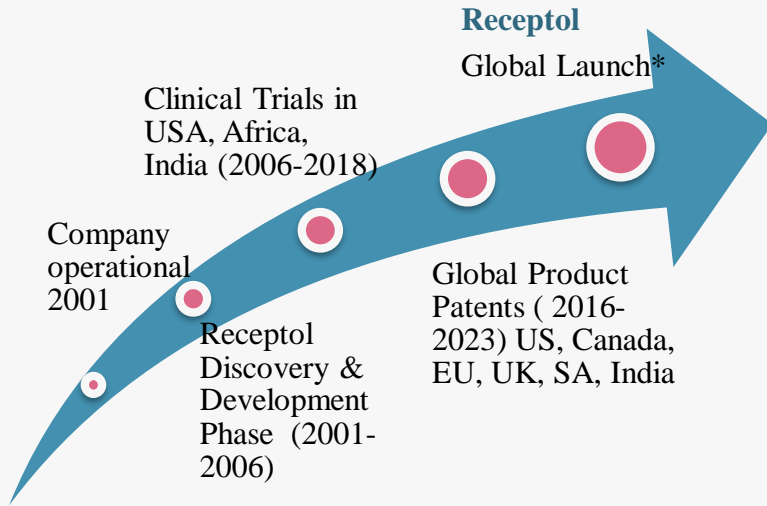 Receptol
Global Launch*
Clinical Trials in
USA, Africa,
India (2006-2018)
Company
operational
2001
Global Product
Patents ( 2016-
2023) US, Canada,
EU, UK, SA, India
Receptol
Discovery &
Development
Phase (2001-
2006)